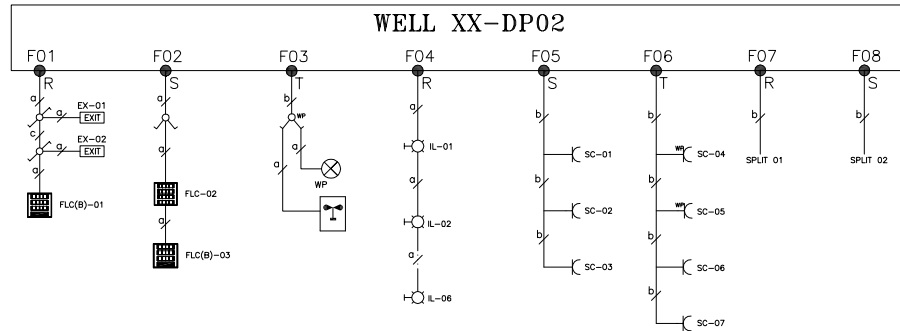 WELL XX-DP02
F01 F02 F03 F04 F05 F06 F07 F08
R S T R S T R S
a a b a b b b b
EX-01
a EXIT
WP
c
EX-02
a EXIT
a a a IL-01
SC-01
WP SC-04
SPLIT 01
SPLIT 02
a
FLC(B)-01
FLC-02
WP
a
b b
SC-02
WP SC-05
IL-02
a
FLC(B)-03
a
b b
SC-03
SC-06
IL-06
b
SC-07